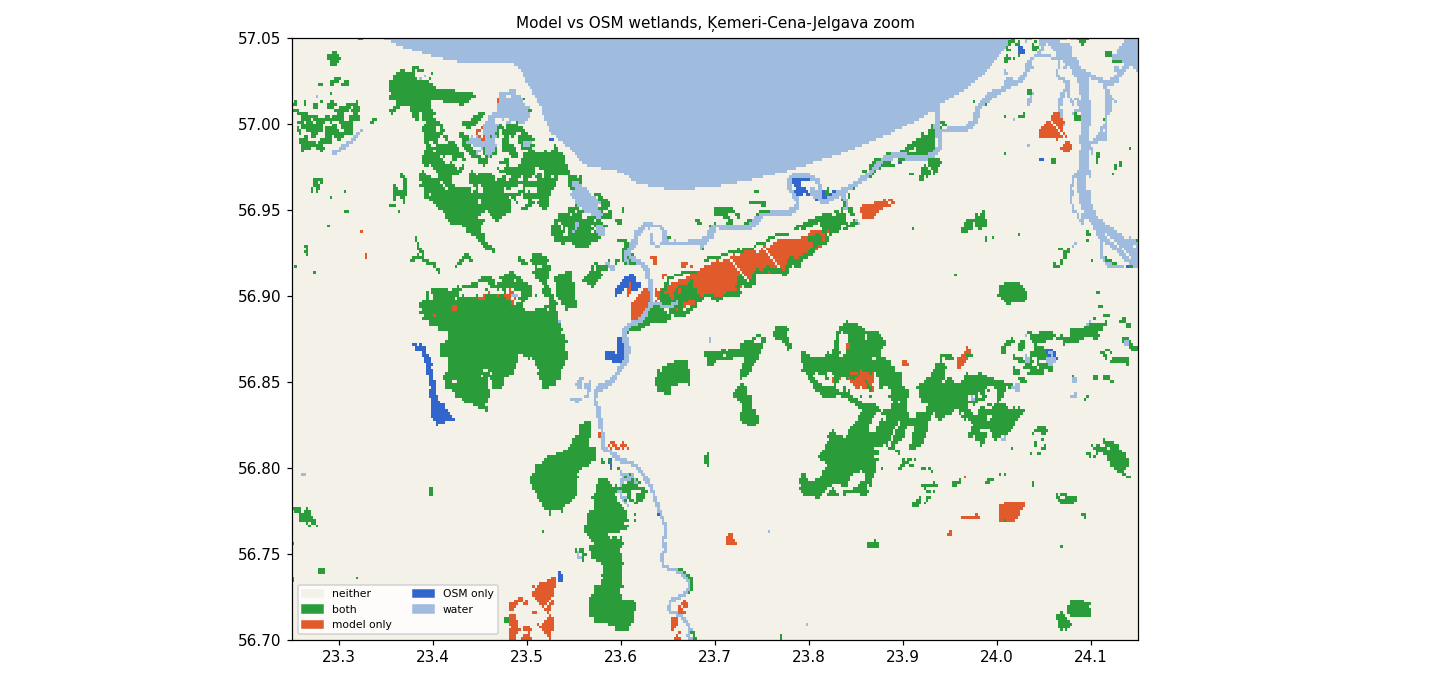 Model vs OSM wetlands, Ķemeri-Cena-Jelgava zoom
57.05
57.00
56.95
56.90
56.85
56.80
56.75
56.70
neither
both
model only
OSM only
water
23.3 23.4 23.5 23.6 23.7 23.8 23.9 24.0 24.1